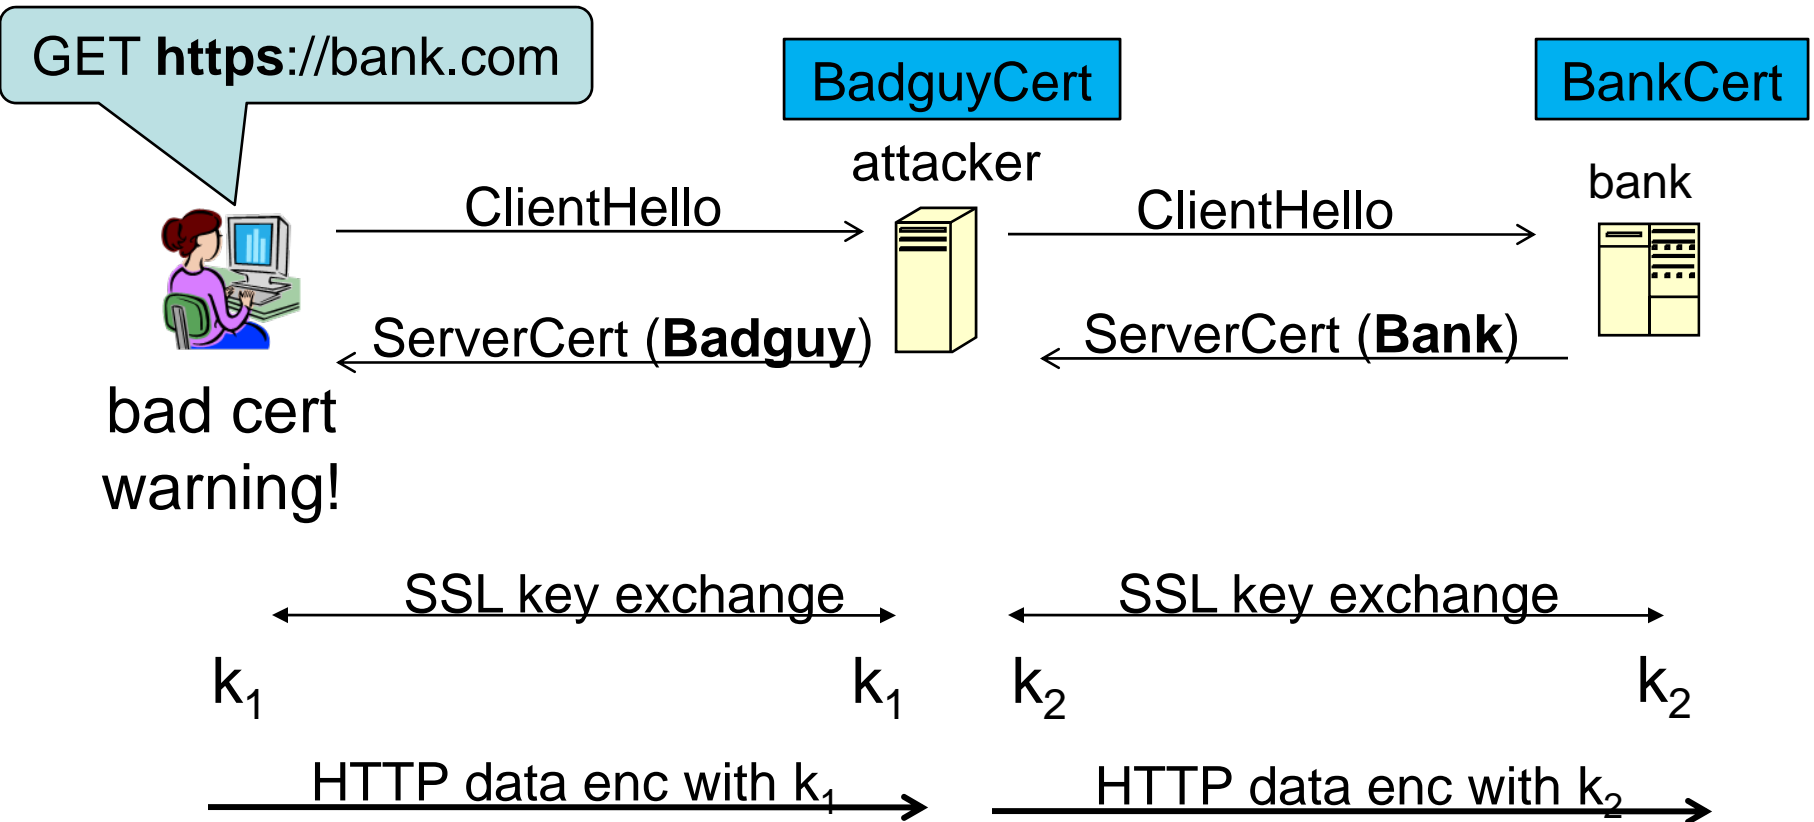 GET https://bank.com
BadguyCert
BankCert
attacker
bank
ClientHello
ClientHello
ServerCert (Badguy)
ServerCert (Bank)
bad cert
warning!
SSL key exchange
SSL key exchange
k₁
k₁
k₂
k₂
HTTP data enc with k₁
HTTP data enc with k₂